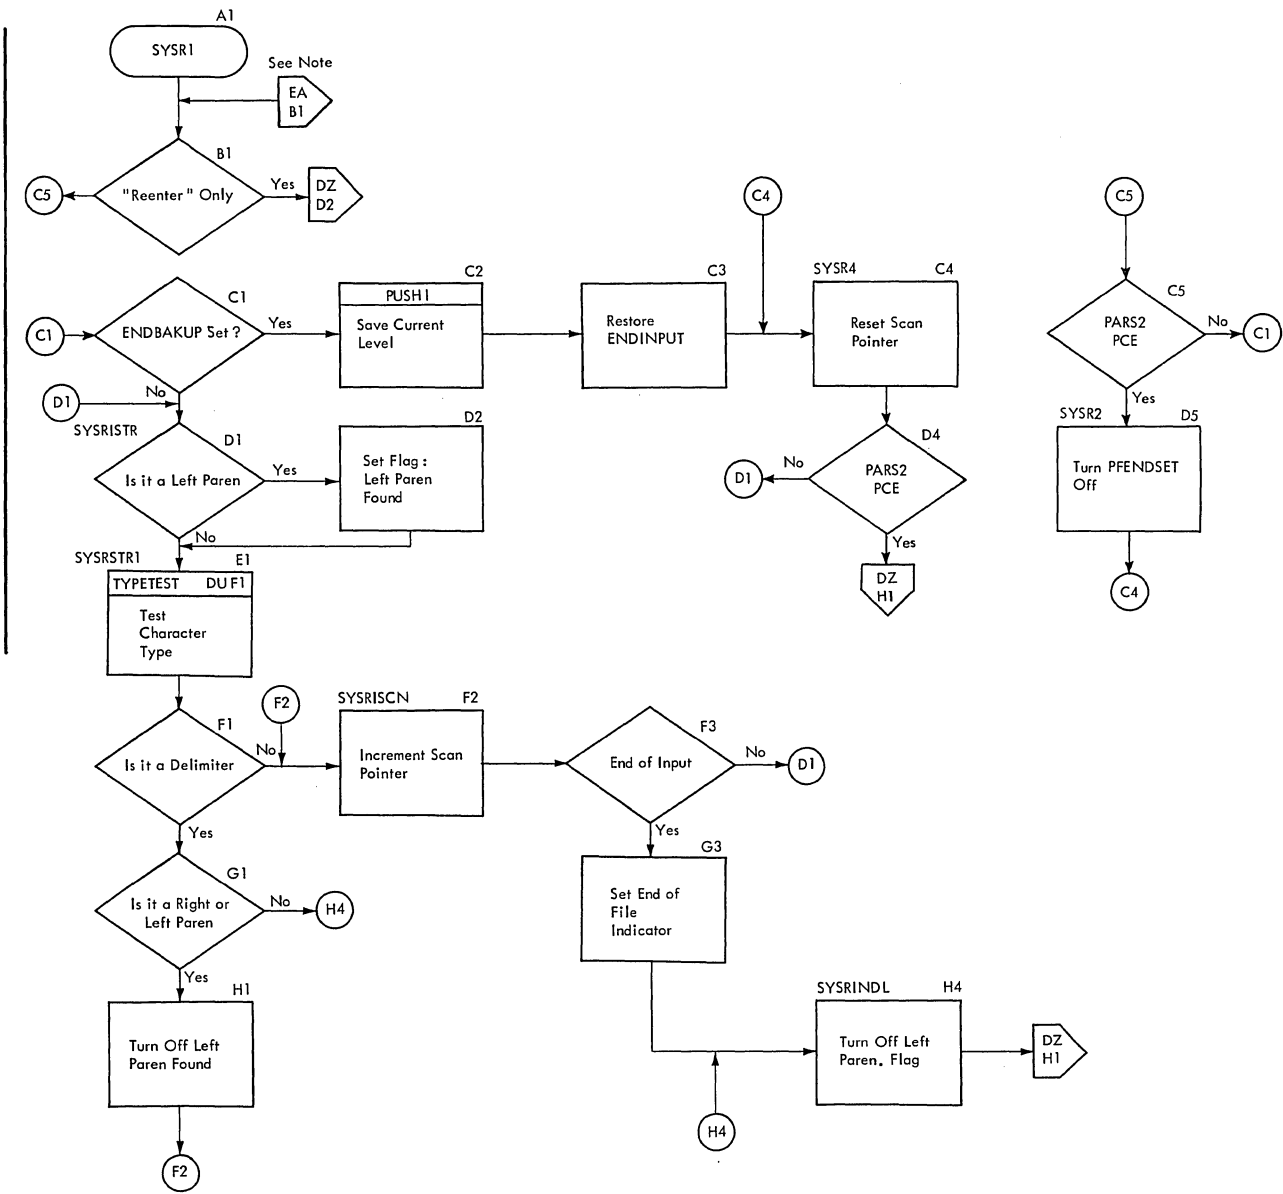 A1
SYSR1
See Note
EA
B1
B1
"Reenter" Only
C5
Yes
DZ
D2
C4
C5
C1
C1
ENDBAKUP Set ?
Yes
No
C2
PUSH1
Save Current
Level
C3
Restore
ENDINPUT
SYSR4
C4
Reset Scan
Pointer
C5
PARS2
PCE
No
C1
Yes
D1
SYSRISTR
D1
Is it a Left Paren
Yes
No
D2
Set Flag :
Left Paren
Found
D4
PARS2
PCE
No
D1
Yes
DZ
H1
SYSR2
D5
Turn PFENDSET
Off
C4
SYSRSTR1
E1
TYPETEST DU F1
Test
Character
Type
F1
Is it a Delimiter
No
Yes
F2
SYSRISCN
F2
Increment Scan
Pointer
F3
End of Input
No
D1
Yes
G1
Is it a Right or
Left Paren
No
H4
Yes
G3
Set End of
File
Indicator
H1
Turn Off Left
Paren Found
F2
SYSRINDL
H4
Turn Off Left
Paren. Flag
DZ
H1
H4